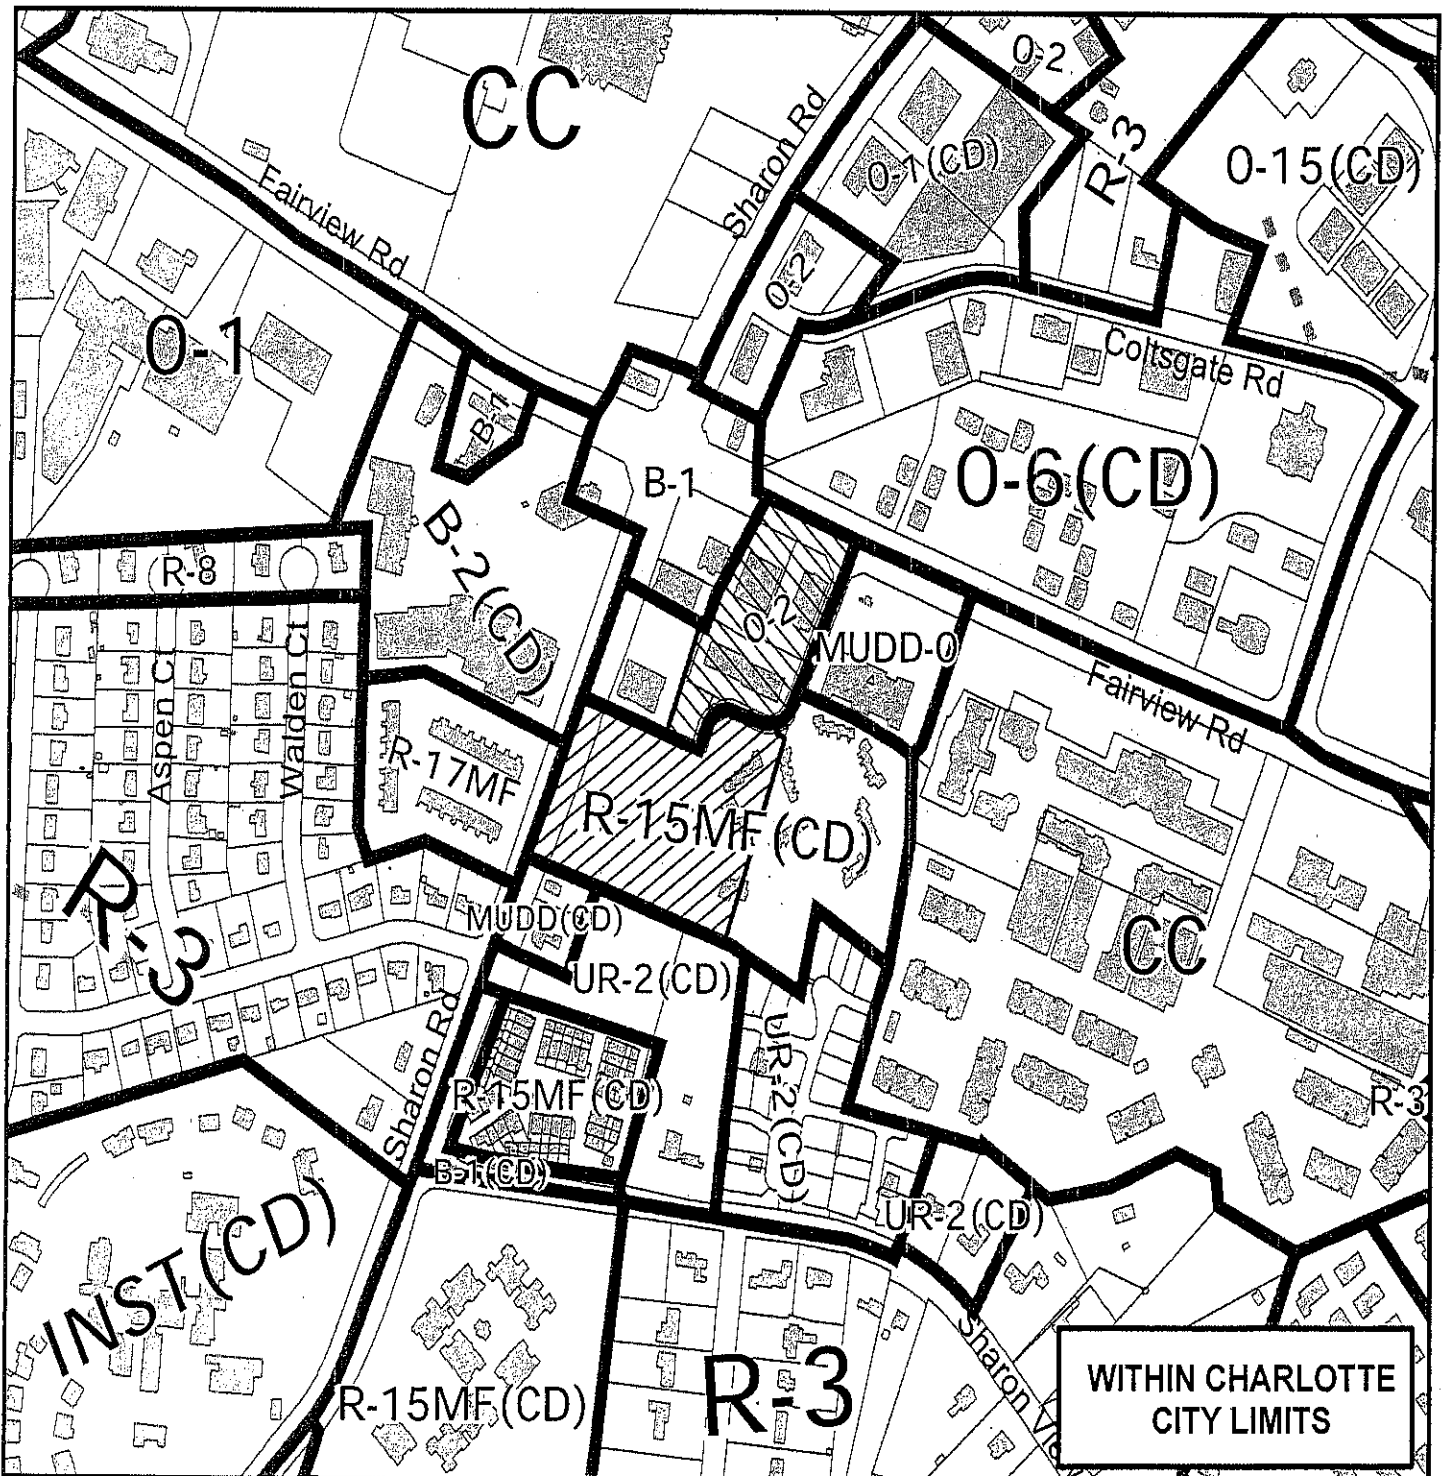 CC
O-2
Sharon Rd
O-1(CD)
R-3
O-15(CD)
Fairview Rd
O-2
O-1
B-1
Coltsgate Rd
B-1
O-6(CD)
B-2(CD)
R-8
O-2
MUDD-O
Fairview Rd
Aspen Ct
Walden Ct
R-17MF
R-15MF(CD)
R-3
MUDD(CD)
CC
UR-2(CD)
Sharon Rd
UR-2(CD)
R-15MF(CD)
R-3
B-1(CD)
UR-2(CD)
INST(CD)
R-15MF(CD)
R-3
Sharon
WITHIN CHARLOTTE
CITY LIMITS